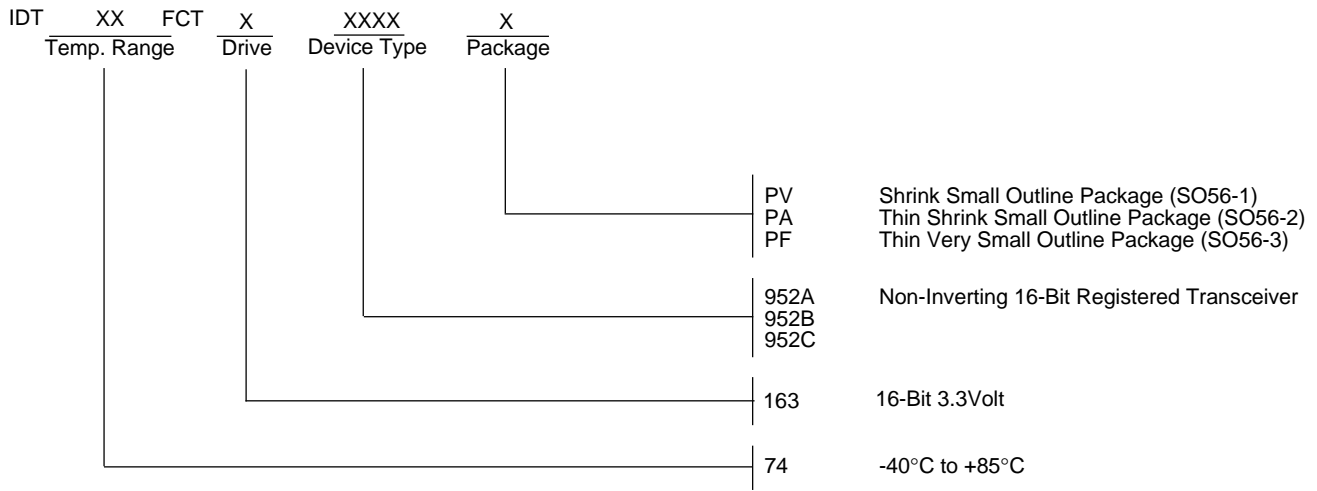 IDT XX FCT X XXXX X
Temp. Range Drive Device Type Package
PV Shrink Small Outline Package (SO56-1)
PA Thin Shrink Small Outline Package (SO56-2)
PF Thin Very Small Outline Package (SO56-3)
952A Non-Inverting 16-Bit Registered Transceiver
952B
952C
163 16-Bit 3.3Volt
74 -40°C to +85°C